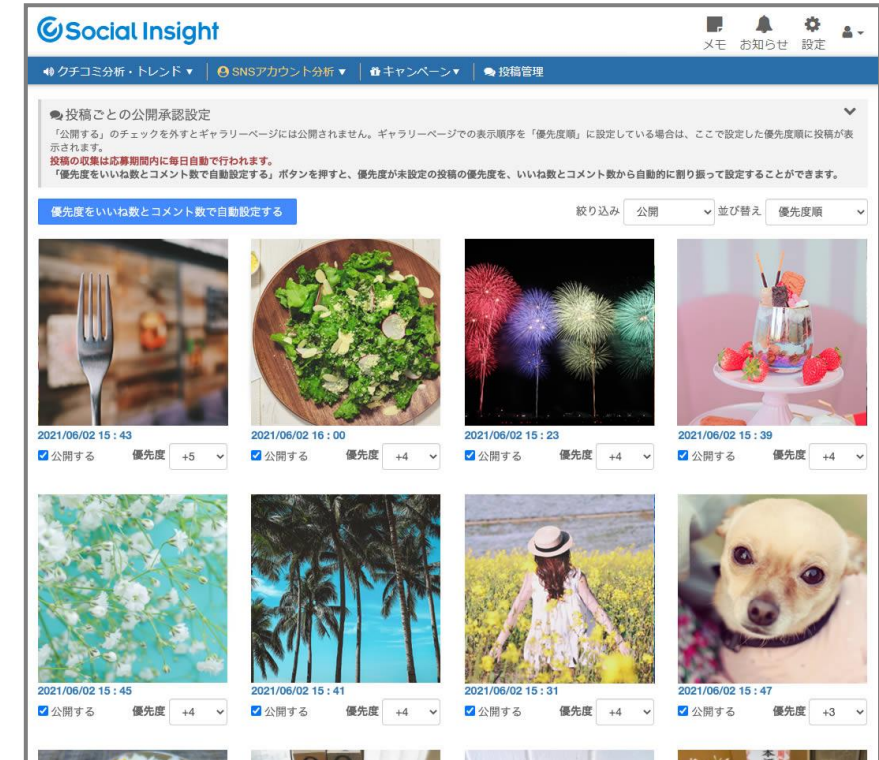 Social Insight
メモ お知らせ 設定
クチコミ分析・トレンド▼ SNSアカウント分析▼ キャンペーン▼ 投稿管理
投稿ごとの公開承認設定
「公開する」のチェックを外すとギャラリーページには公開されません。ギャラリーページでの表示順序を「優先度順」に設定している場合は、ここで設定した優先度順に投稿が表
示されます。
投稿の収集は応募期間内に毎日自動で行われます。
「優先度をいいね数とコメント数で自動設定する」ボタンを押すと、優先度が未設定の投稿の優先度を、いいね数とコメント数から自動的に割り振って設定することができます。
優先度をいいね数とコメント数で自動設定する 絞り込み 公開 並び替え 優先度順
2021/06/02 15:43 2021/06/02 16:00 2021/06/02 15:23 2021/06/02 15:39
公開する 優先度 +5 公開する 優先度 +4 公開する 優先度 +4 公開する 優先度 +4
2021/06/02 15:45 2021/06/02 15:41 2021/06/02 15:31 2021/06/02 15:47
公開する 優先度 +4 公開する 優先度 +4 公開する 優先度 +4 公開する 優先度 +3